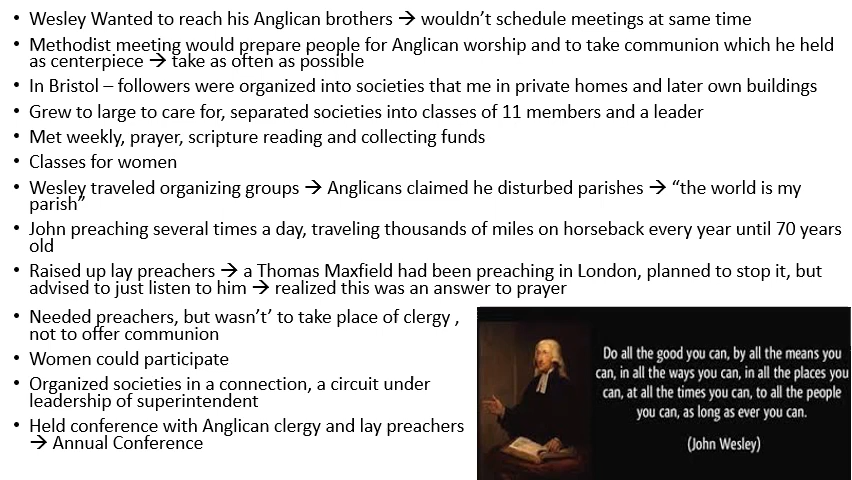 • Wesley Wanted to reach his Anglican brothers → wouldn't schedule meetings at same time
• Methodist meeting would prepare people for Anglican worship and to take communion which he held
as centerpiece → take as often as possible
• In Bristol – followers were organized into societies that me in private homes and later own buildings
• Grew to large to care for, separated societies into classes of 11 members and a leader
• Met weekly, prayer, scripture reading and collecting funds
• Classes for women
• Wesley traveled organizing groups → Anglicans claimed he disturbed parishes → “the world is my
parish”
• John preaching several times a day, traveling thousands of miles on horseback every year until 70 years
old
• Raised up lay preachers → a Thomas Maxfield had been preaching in London, planned to stop it, but
advised to just listen to him → realized this was an answer to prayer
• Needed preachers, but wasn't' to take place of clergy ,
not to offer communion
• Women could participate
• Organized societies in a connection, a circuit under
leadership of superintendent
• Held conference with Anglican clergy and lay preachers
→ Annual Conference
Do all the good you can, by all the means you
can, in all the ways you can, in all the places you
can, at all the times you can, to all the people
you can, as long as ever you can.
(John Wesley)